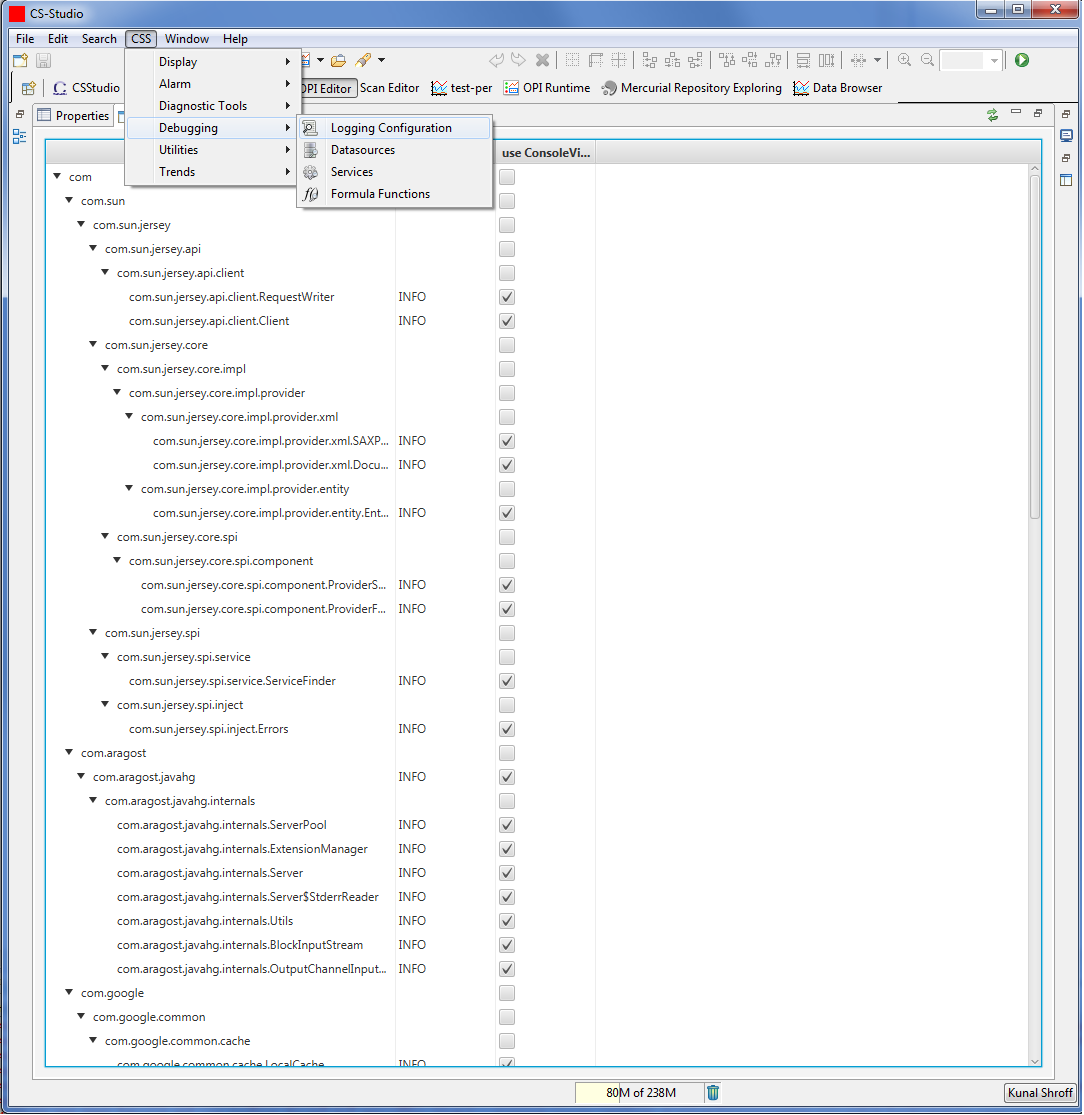 CS-Studio
File Edit Search CSS Window Help
CSStudio OPI Editor Scan Editor test-per OPI Runtime Mercurial Repository Exploring Data Browser
Display
Alarm
Diagnostic Tools
Debugging
Utilities
Trends
Logging Configuration
Datasources
Services
Formula Functions
Properties
use ConsoleVi...
com
com.sun
com.sun.jersey
com.sun.jersey.api
com.sun.jersey.api.client
com.sun.jersey.api.client.RequestWriter INFO
com.sun.jersey.api.client.Client INFO
com.sun.jersey.core
com.sun.jersey.core.impl
com.sun.jersey.core.impl.provider
com.sun.jersey.core.impl.provider.xml
com.sun.jersey.core.impl.provider.xml.SAXP... INFO
com.sun.jersey.core.impl.provider.xml.Docu... INFO
com.sun.jersey.core.impl.provider.entity
com.sun.jersey.core.impl.provider.entity.Ent... INFO
com.sun.jersey.core.spi
com.sun.jersey.core.spi.component
com.sun.jersey.core.spi.component.ProviderS... INFO
com.sun.jersey.core.spi.component.ProviderF... INFO
com.sun.jersey.spi
com.sun.jersey.spi.service
com.sun.jersey.spi.service.ServiceFinder INFO
com.sun.jersey.spi.inject
com.sun.jersey.spi.inject.Errors INFO
com.aragost
com.aragost.javahg INFO
com.aragost.javahg.internals
com.aragost.javahg.internals.ServerPool INFO
com.aragost.javahg.internals.ExtensionManager INFO
com.aragost.javahg.internals.Server INFO
com.aragost.javahg.internals.Server$StderrReader INFO
com.aragost.javahg.internals.Utils INFO
com.aragost.javahg.internals.BlockInputStream INFO
com.aragost.javahg.internals.OutputChannelInput... INFO
com.google
com.google.common
com.google.common.cache
com.google.common.cache.LocalCache INFO
80M of 238M
Kunal Shroff